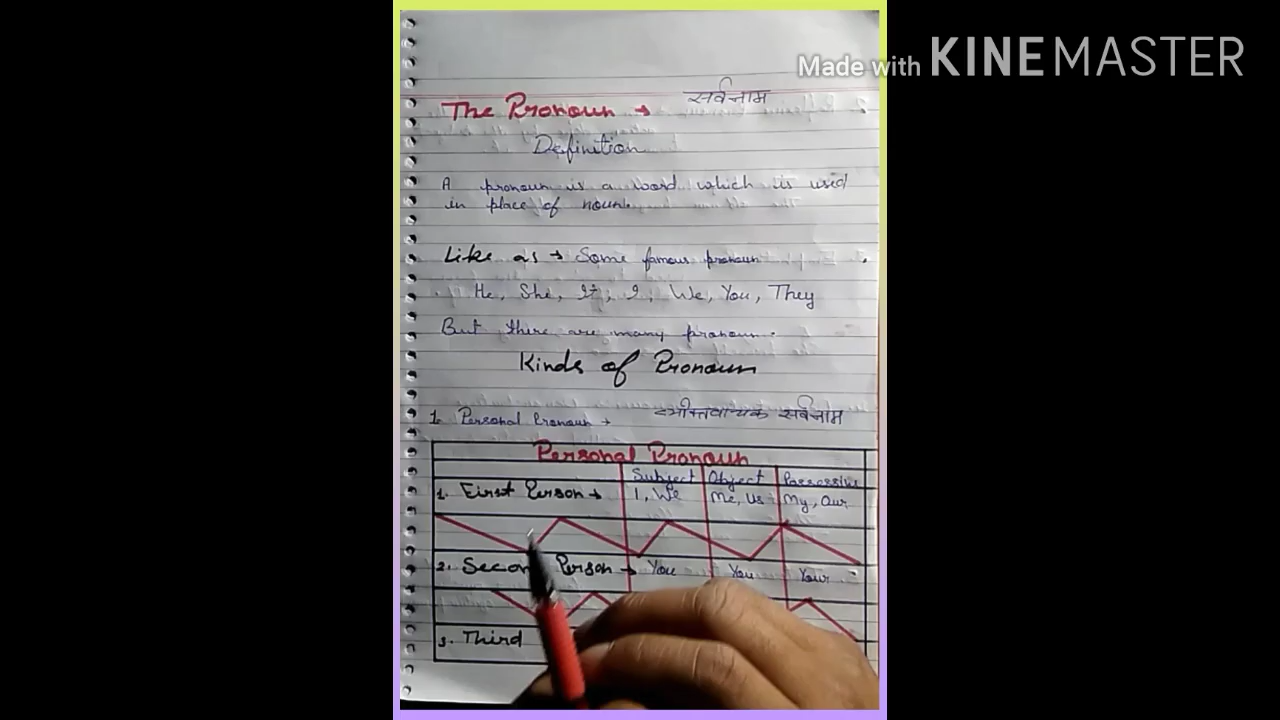 Made with KINEMASTER
The Pronoun → सर्वनाम
Definition
A pronoun is a word which is used
in place of noun.
Like as → Some famous pronoun
He, She, It, I, We, You, They
But there are many pronoun.
Kinds of Pronoun
1. Personal Pronoun → सर्वनाम
Personal Pronoun
Subject Object Possessive
1. First Person → I, We Me, Us My, Our
2. Secon Person → You You Your
3. Third